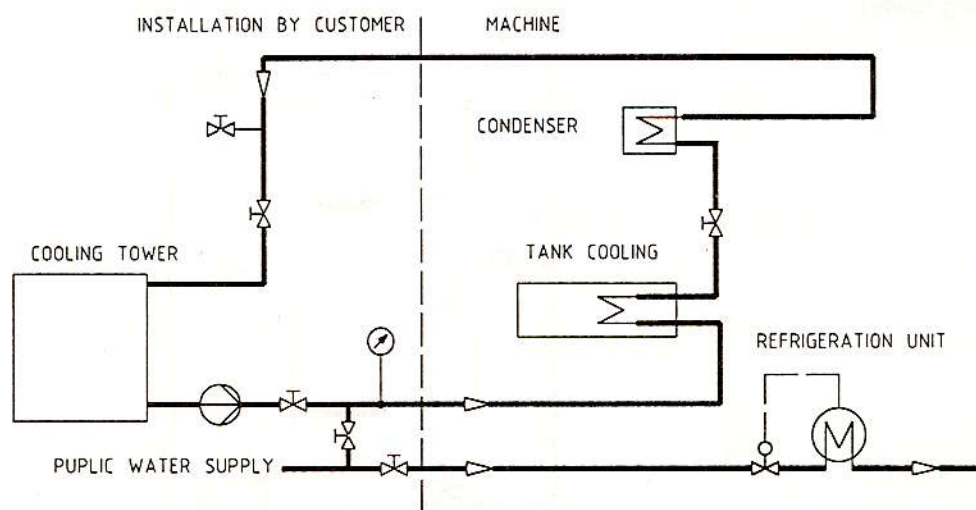 INSTALLATION BY CUSTOMER
MACHINE
CONDENSER
COOLING TOWER
TANK COOLING
REFRIGERATION UNIT
PUPLIC WATER SUPPLY